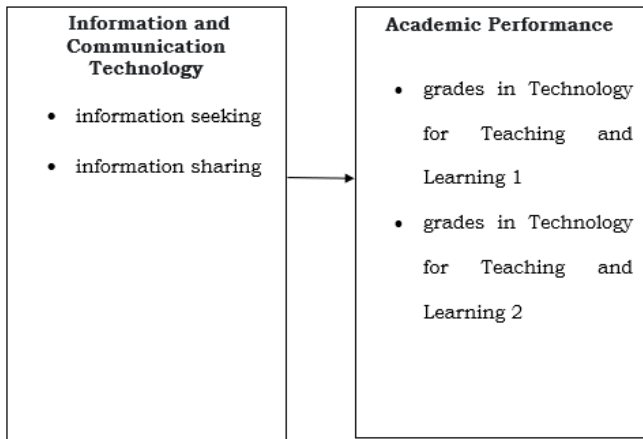 Information and
Communication
Technology
• information seeking
• information sharing
Academic Performance
• grades in Technology
for Teaching and
Learning 1
• grades in Technology
for Teaching and
Learning 2